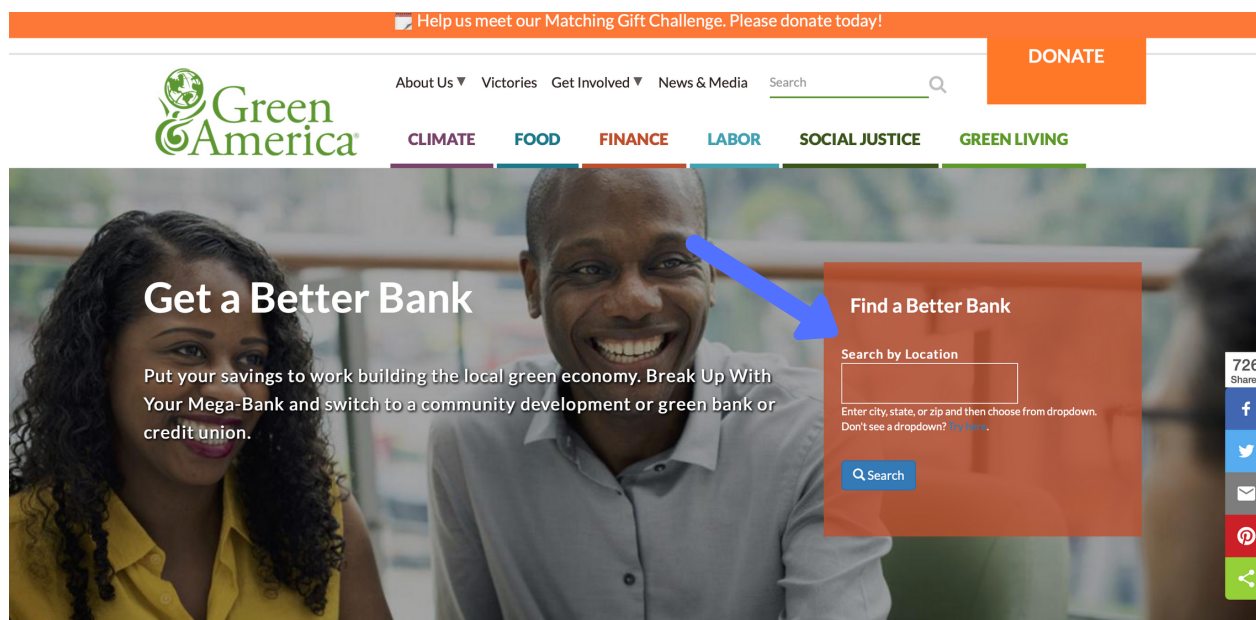 Help us meet our Matching Gift Challenge. Please donate today!
DONATE
About Us Victories Get Involved News & Media Search
Green
America®
CLIMATE FOOD FINANCE LABOR SOCIAL JUSTICE GREEN LIVING
Get a Better Bank
Put your savings to work building the local green economy. Break Up With
Your Mega-Bank and switch to a community development or green bank or
credit union.
Find a Better Bank
Search by Location
Enter city, state, or zip and then choose from dropdown.
Don't see a dropdown? Try here.
Search
726
Share